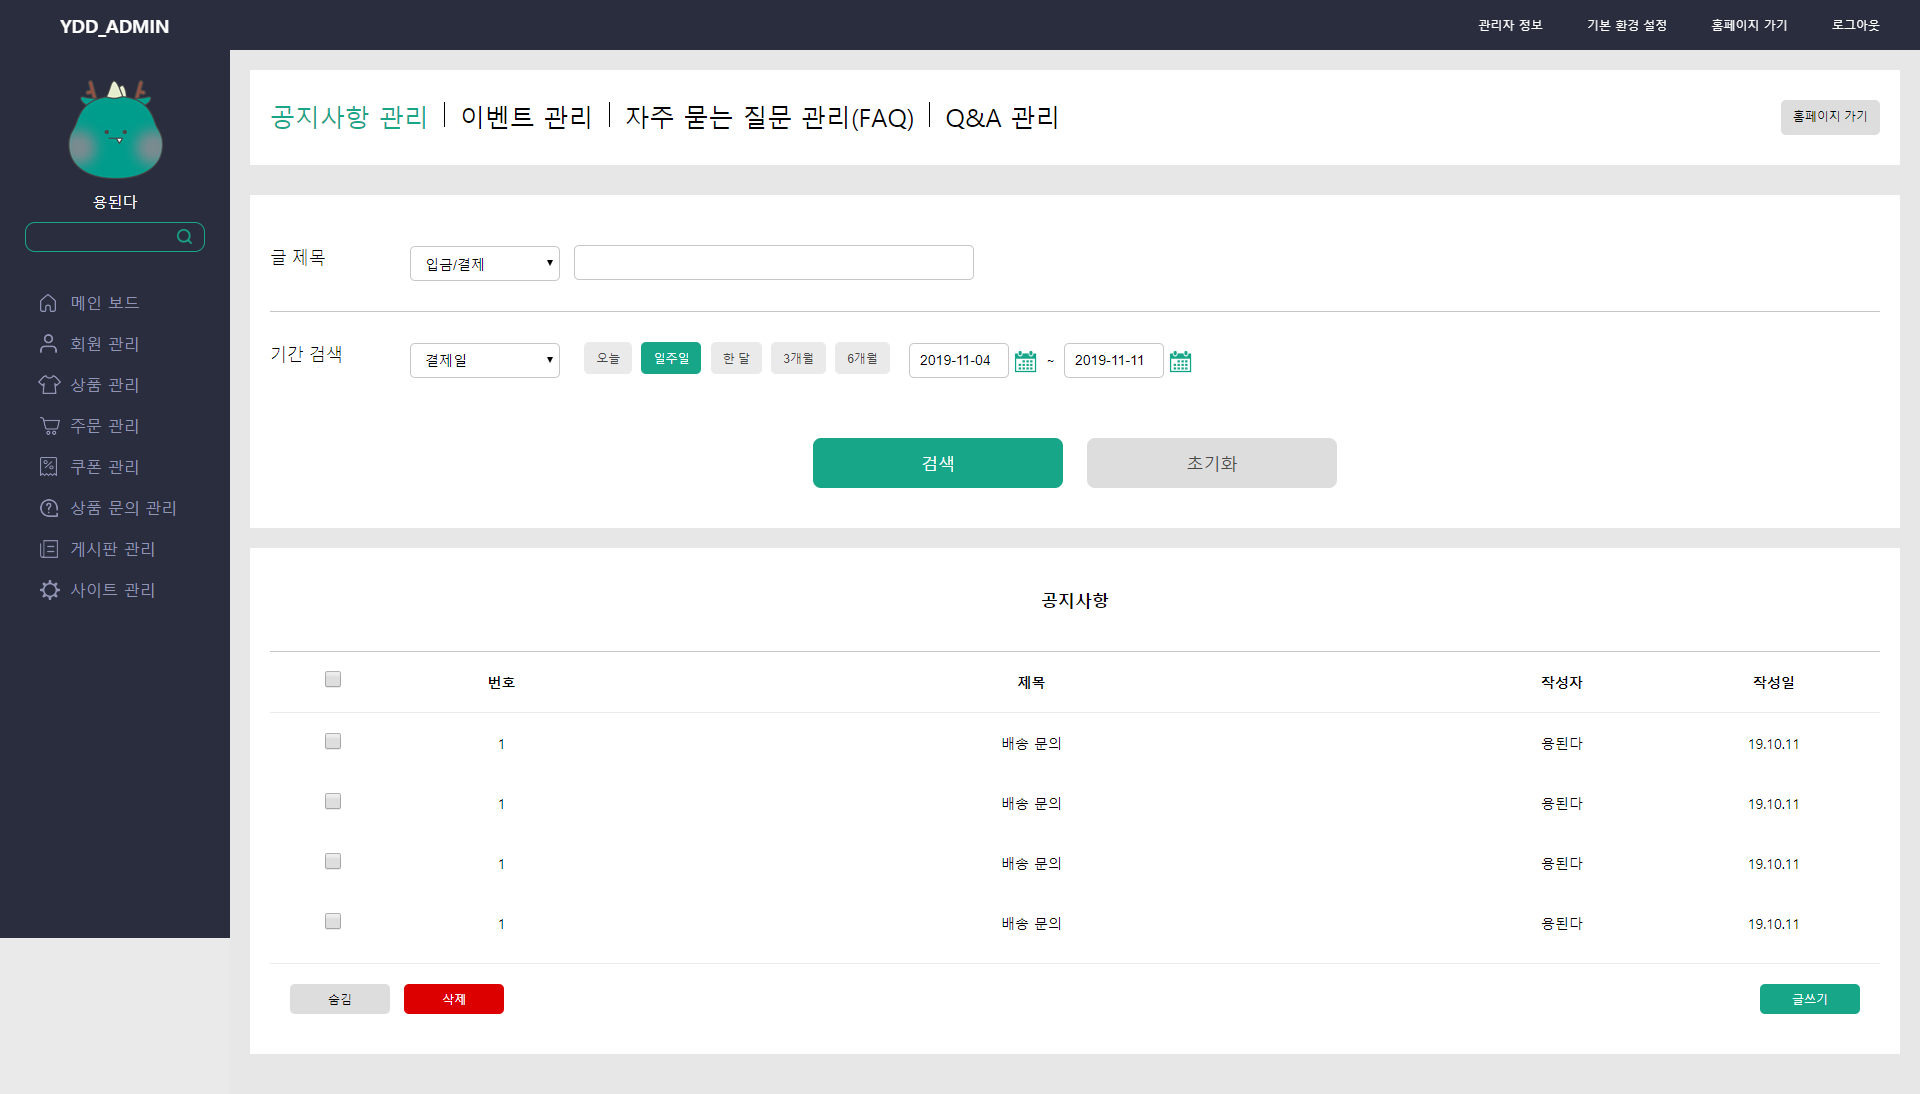 YDD_ADMIN
관리자 정보 기본 환경 설정 홈페이지 가기 로그아웃
용된다
메인 보드
회원 관리
상품 관리
주문 관리
쿠폰 관리
상품 문의 관리
게시판 관리
사이트 관리
공지사항 관리 | 이벤트 관리 | 자주 묻는 질문 관리(FAQ) | Q&A 관리
홈페이지 가기
글 제목 입금/결제
기간 검색 결제일 오늘 일주일 한 달 3개월 6개월 2019-11-04 ~ 2019-11-11
검색 초기화
공지사항
번호 제목 작성자 작성일
1 배송 문의 용된다 19.10.11
1 배송 문의 용된다 19.10.11
1 배송 문의 용된다 19.10.11
1 배송 문의 용된다 19.10.11
숨김 삭제 글쓰기